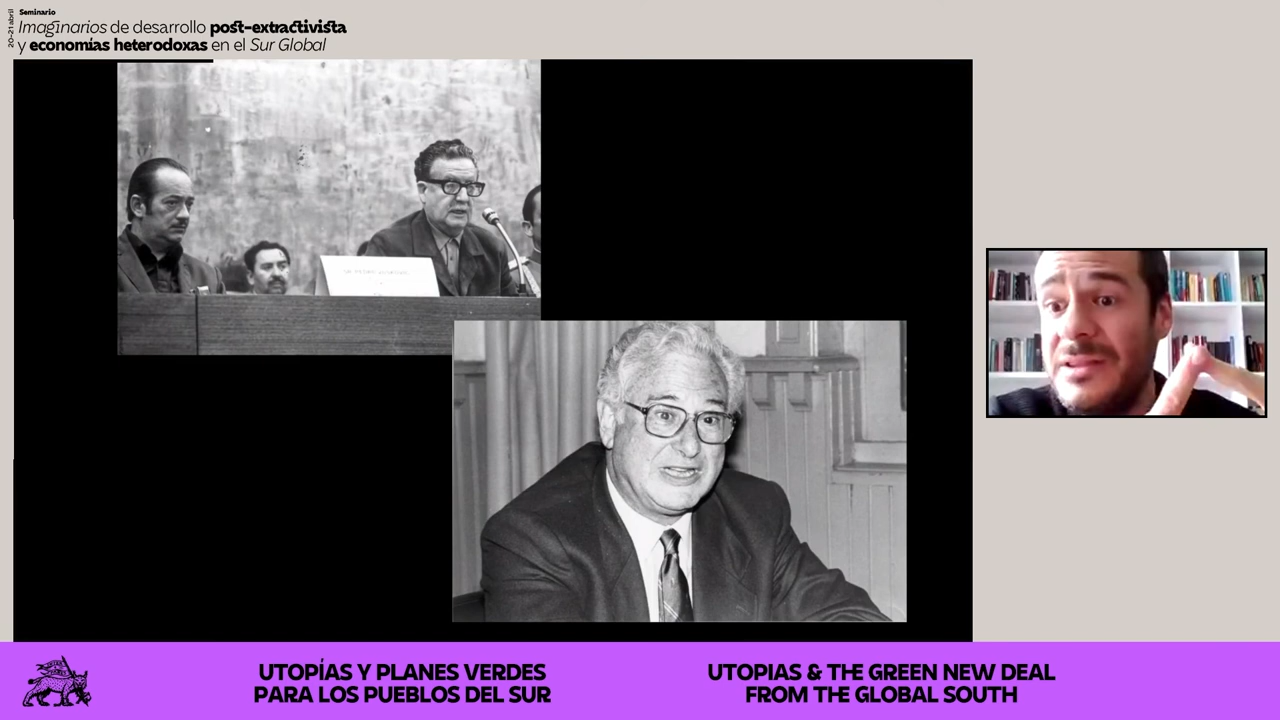 20-21 abril
Seminario
Imaginarios de desarrollo post-extractivista
y economías heterodoxas en el Sur Global
UTOPÍAS Y PLANES VERDES
PARA LOS PUEBLOS DEL SUR
UTOPIAS & THE GREEN NEW DEAL
FROM THE GLOBAL SOUTH